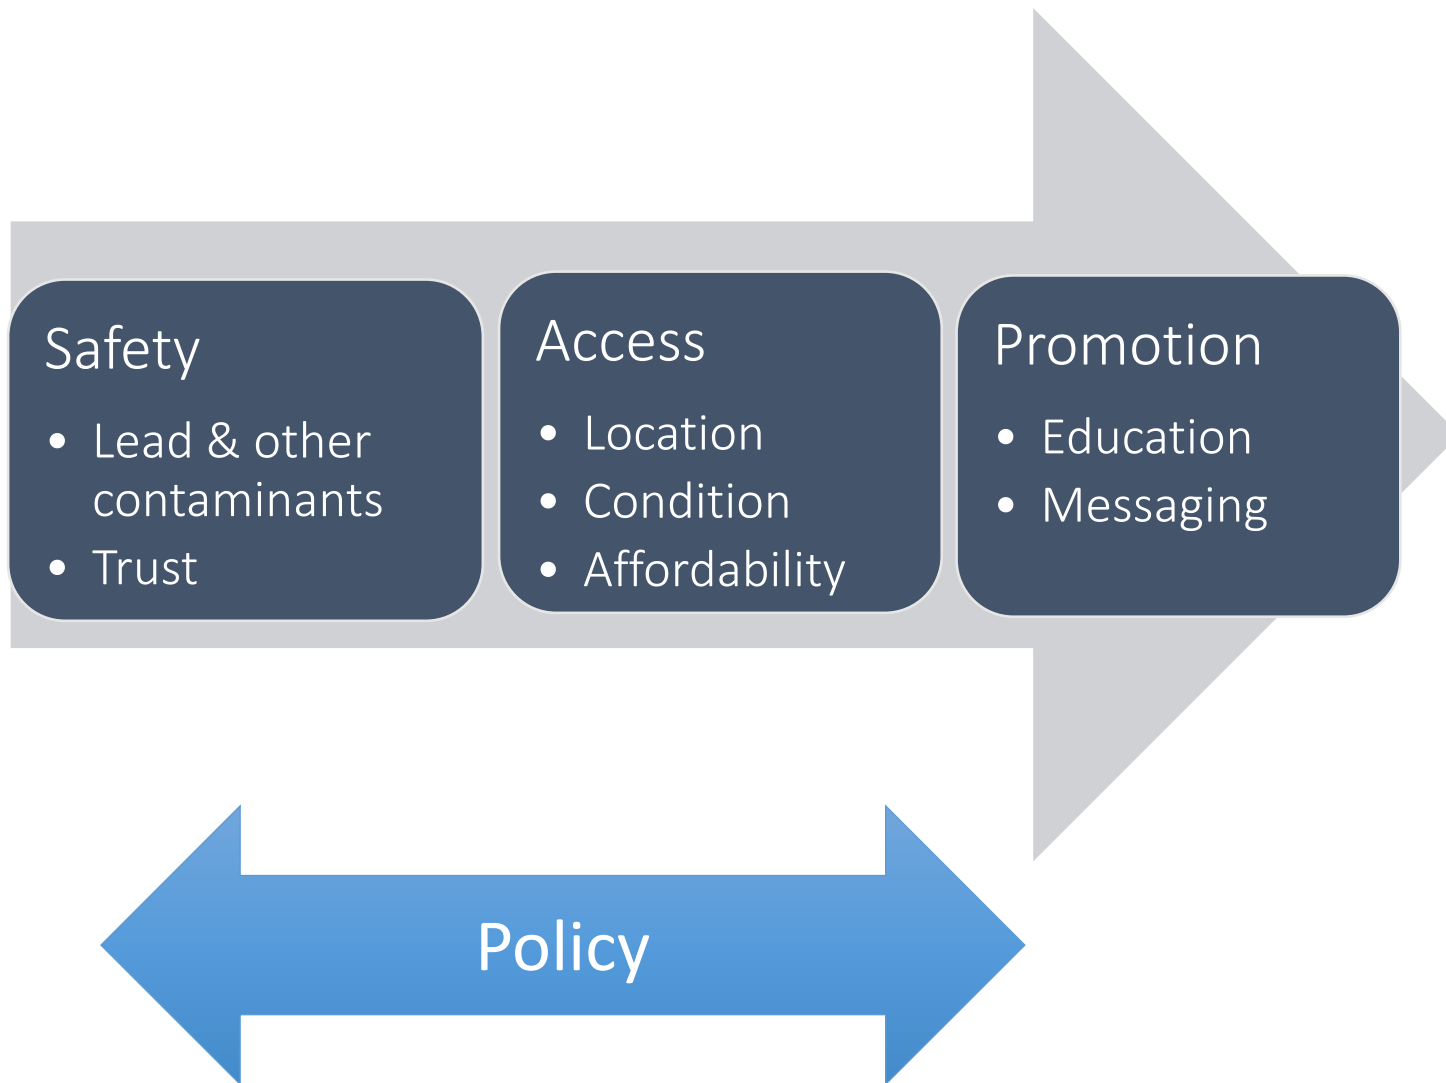 Safety
• Lead & other
contaminants
• Trust
Access
• Location
• Condition
• Affordability
Promotion
• Education
• Messaging
Policy